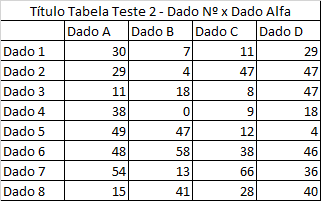 Título Tabela Teste 2 - Dado Nº x Dado Alfa
Dado A Dado B Dado C Dado D
Dado 1 30 7 11 29
Dado 2 29 4 47 47
Dado 3 11 18 8 47
Dado 4 38 0 9 18
Dado 5 49 47 12 4
Dado 6 48 58 38 46
Dado 7 54 13 66 36
Dado 8 15 41 28 40